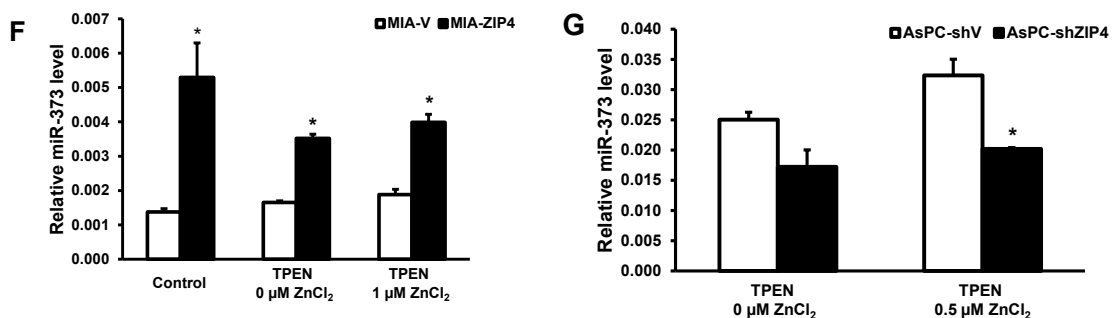 F
MIA-V MIA-ZIP4
Relative miR-373 level
0.007
0.006
0.005
0.004
0.003
0.002
0.001
0.000
*
*
*
Control
TPEN
0 µM ZnCl₂
TPEN
1 µM ZnCl₂
G
AsPC-shV AsPC-shZIP4
Relative miR-373 level
0.040
0.035
0.030
0.025
0.020
0.015
0.010
0.005
0.000
*
TPEN
0 µM ZnCl₂
TPEN
0.5 µM ZnCl₂